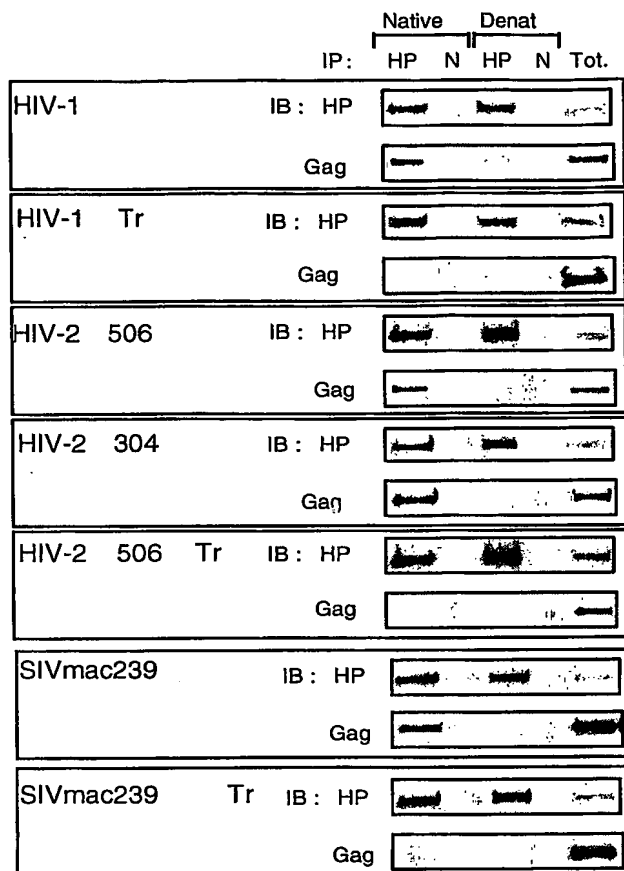 Native Denat
IP: HP N HP N Tot.
HIV-1 IB: HP
Gag
HIV-1 Tr IB: HP
Gag
HIV-2 506 IB: HP
Gag
HIV-2 304 IB: HP
Gag
HIV-2 506 Tr IB: HP
Gag
SIVmac239 IB: HP
Gag
SIVmac239 Tr IB: HP
Gag